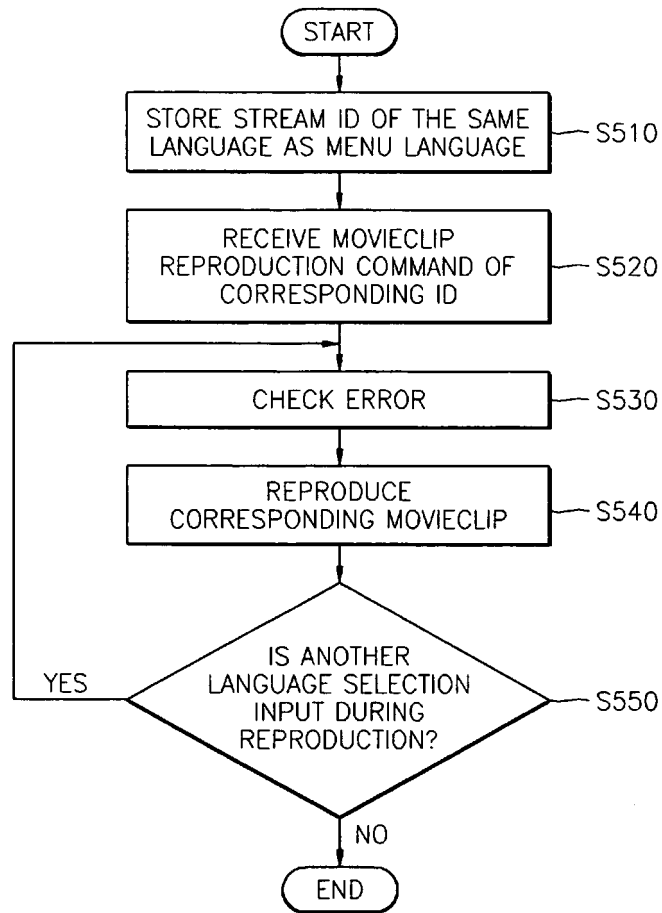 START
STORE STREAM ID OF THE SAME
LANGUAGE AS MENU LANGUAGE
S510
RECEIVE MOVIECLIP
REPRODUCTION COMMAND OF
CORRESPONDING ID
S520
CHECK ERROR
S530
REPRODUCE
CORRESPONDING MOVIECLIP
S540
IS ANOTHER
LANGUAGE SELECTION
INPUT DURING
REPRODUCTION?
S550
YES
NO
END